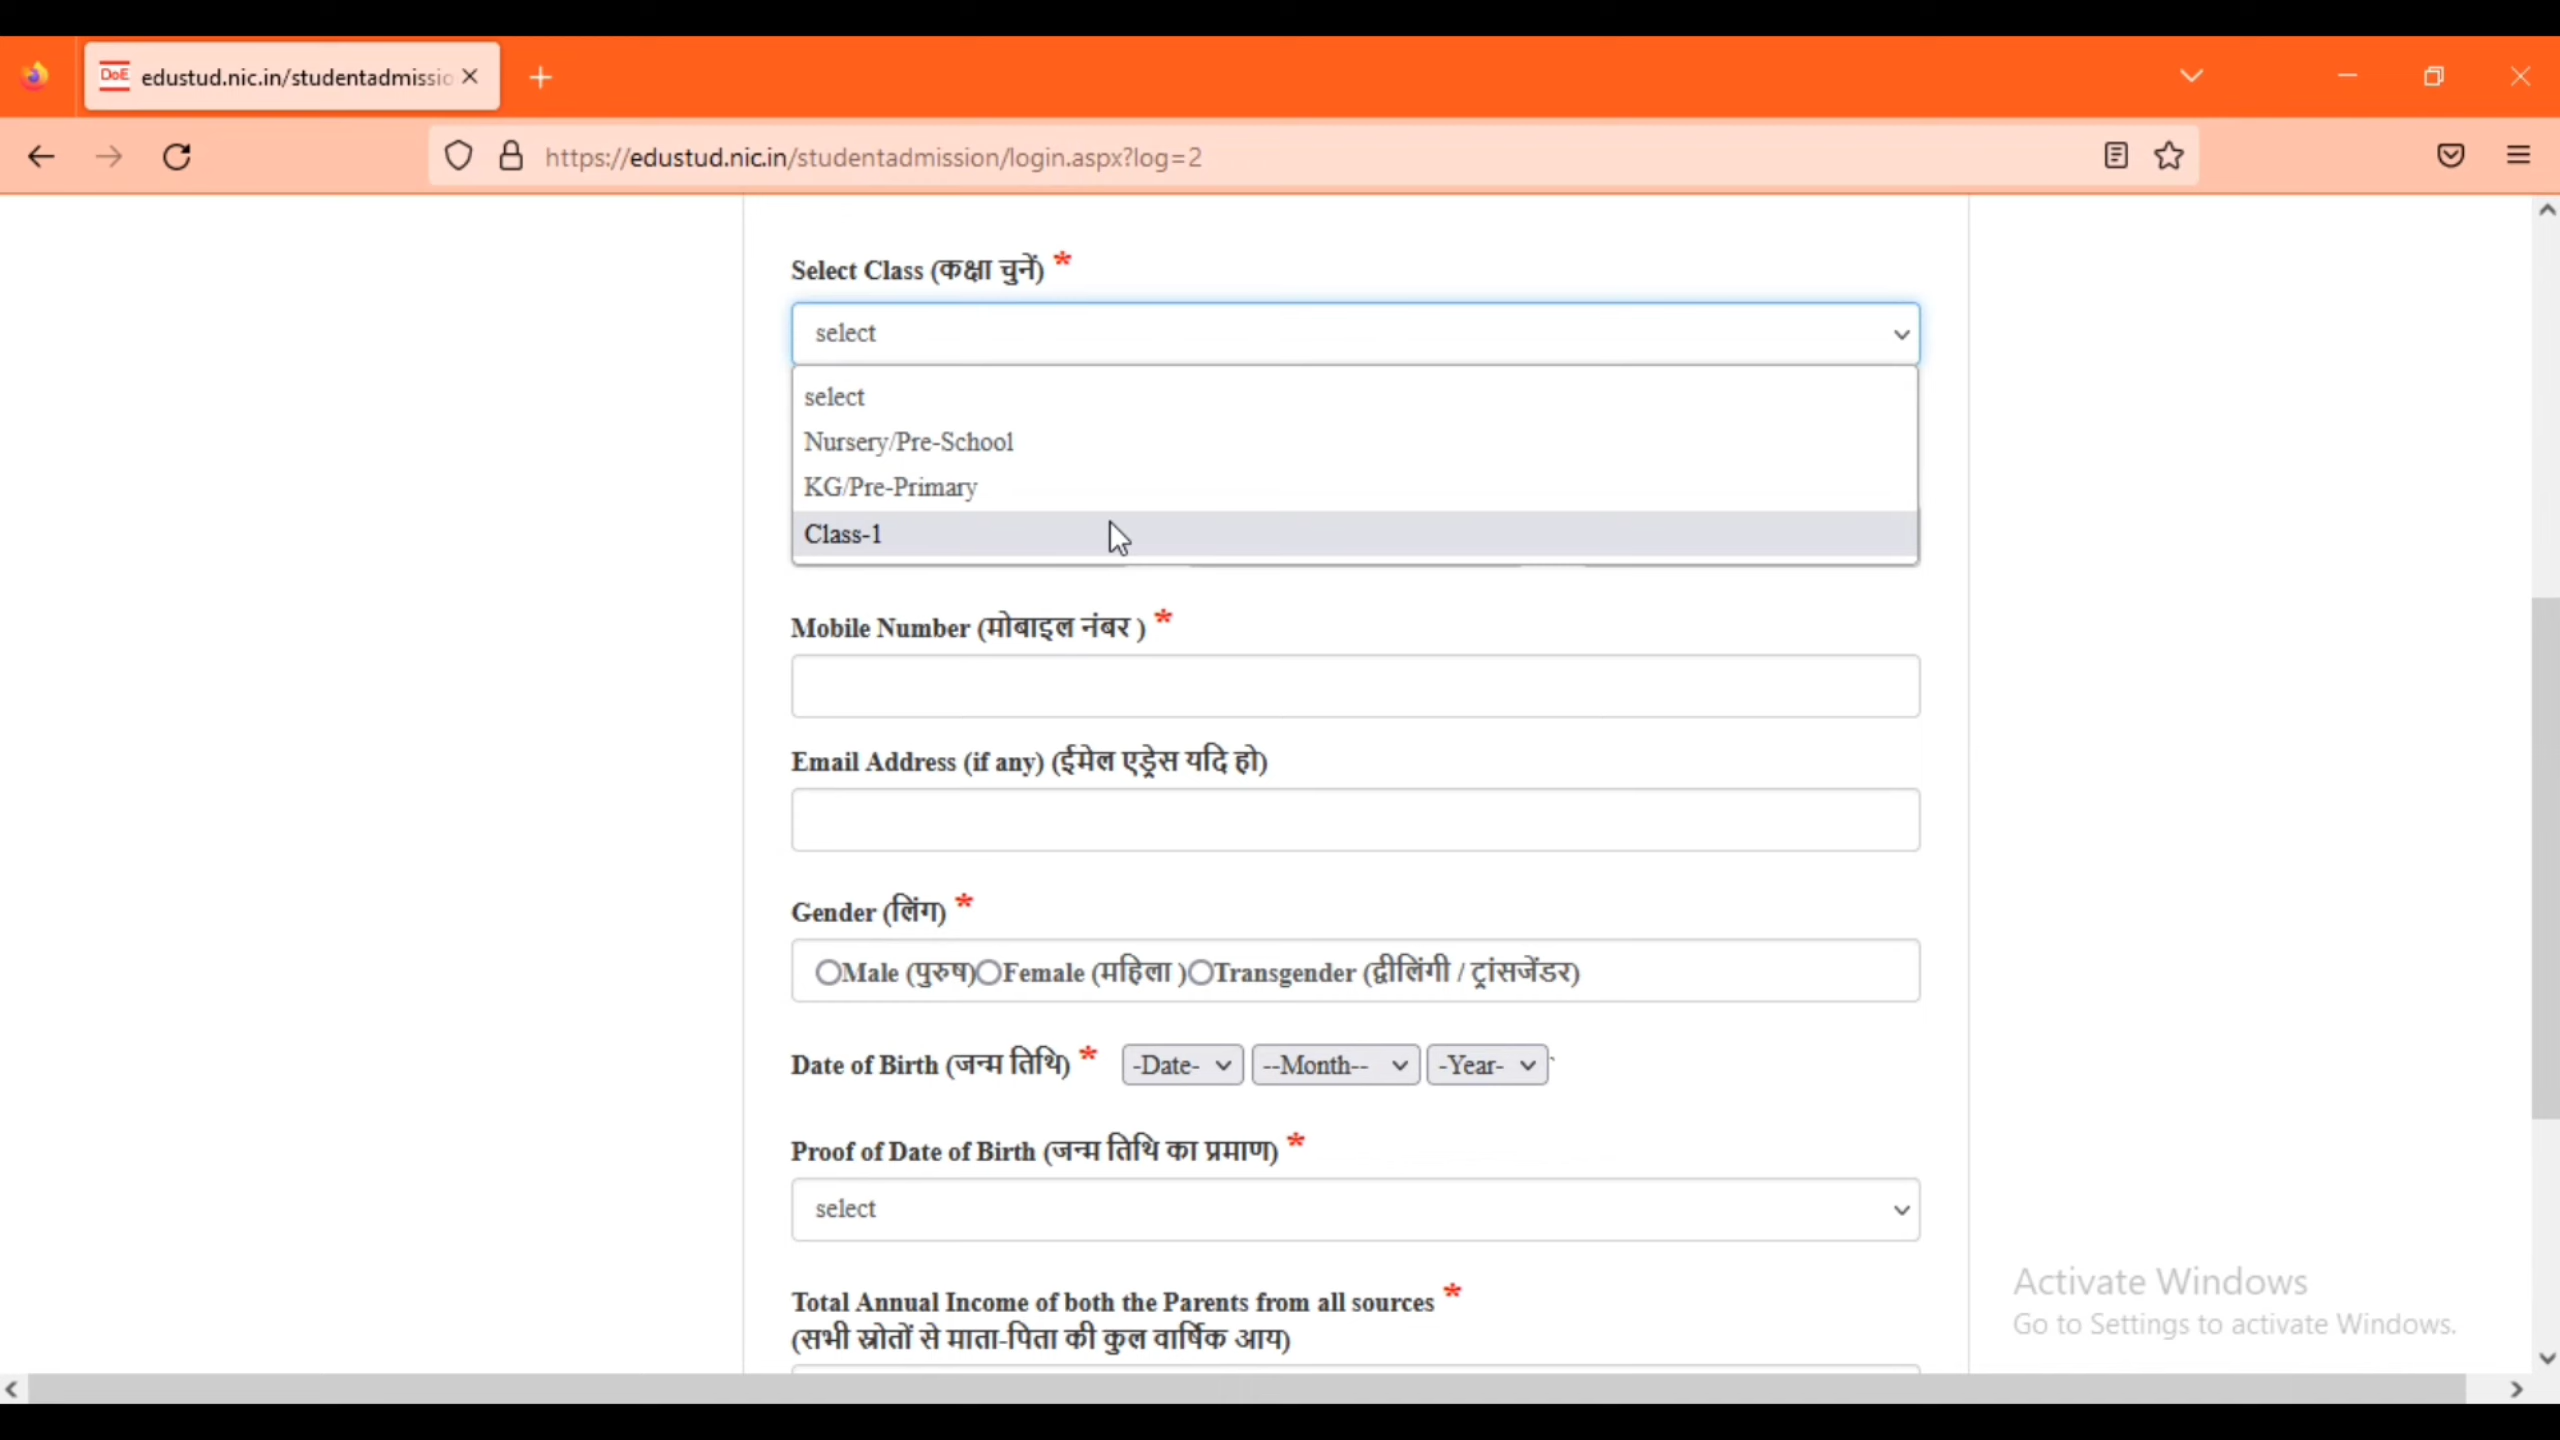 DoE edustud.nic.in/studentadmissio
https://edustud.nic.in/studentadmission/login.aspx?log=2
Select Class (कक्षा चुनें) *
select
select
Nursery/Pre-School
KG/Pre-Primary
Class-1
Mobile Number (मोबाइल नंबर ) *
Email Address (if any) (ईमेल एड्रेस यदि हो)
Gender (लिंग) *
Male (पुरुष) Female (महिला ) Transgender (द्वीलिंगी / ट्रांसजेंडर)
Date of Birth (जन्म तिथि) * -Date- --Month-- -Year- `
Proof of Date of Birth (जन्म तिथि का प्रमाण) *
select
Total Annual Income of both the Parents from all sources *
(सभी स्रोतों से माता-पिता की कुल वार्षिक आय)
Activate Windows
Go to Settings to activate Windows.